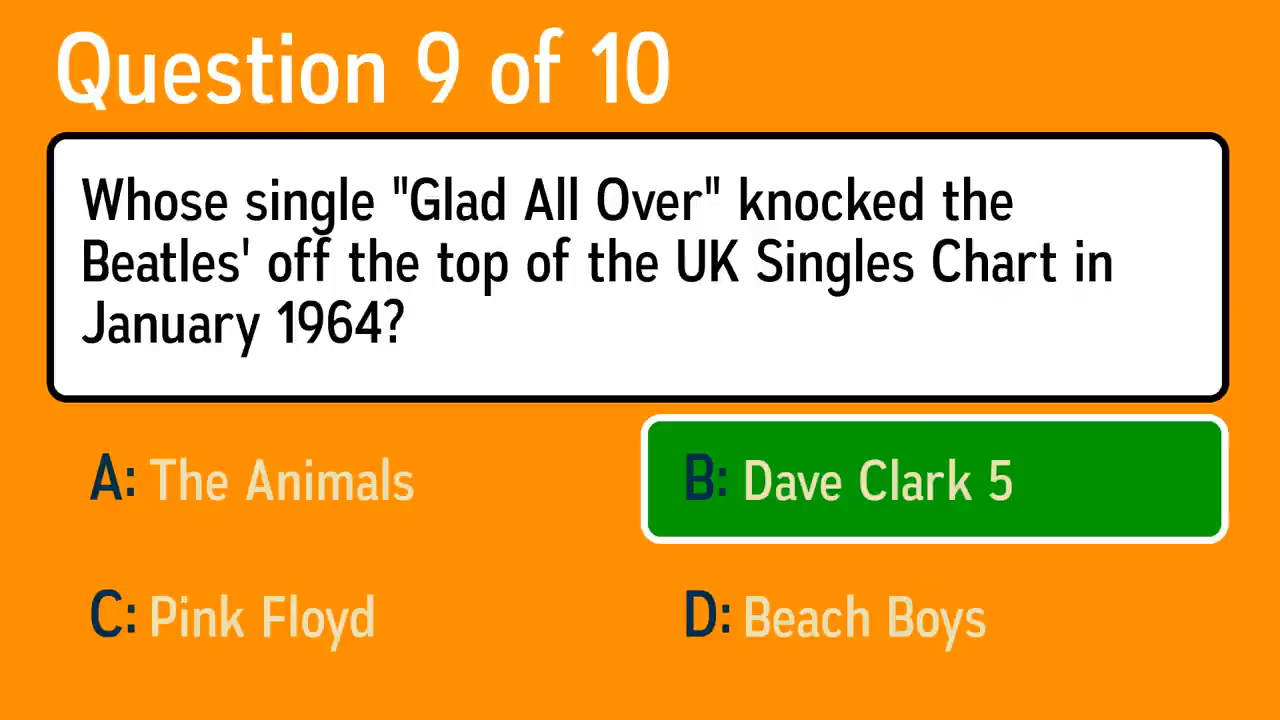 Question 9 of 10
Whose single "Glad All Over" knocked the
Beatles' off the top of the UK Singles Chart in
January 1964?
A: The Animals
B: Dave Clark 5
C: Pink Floyd
D: Beach Boys